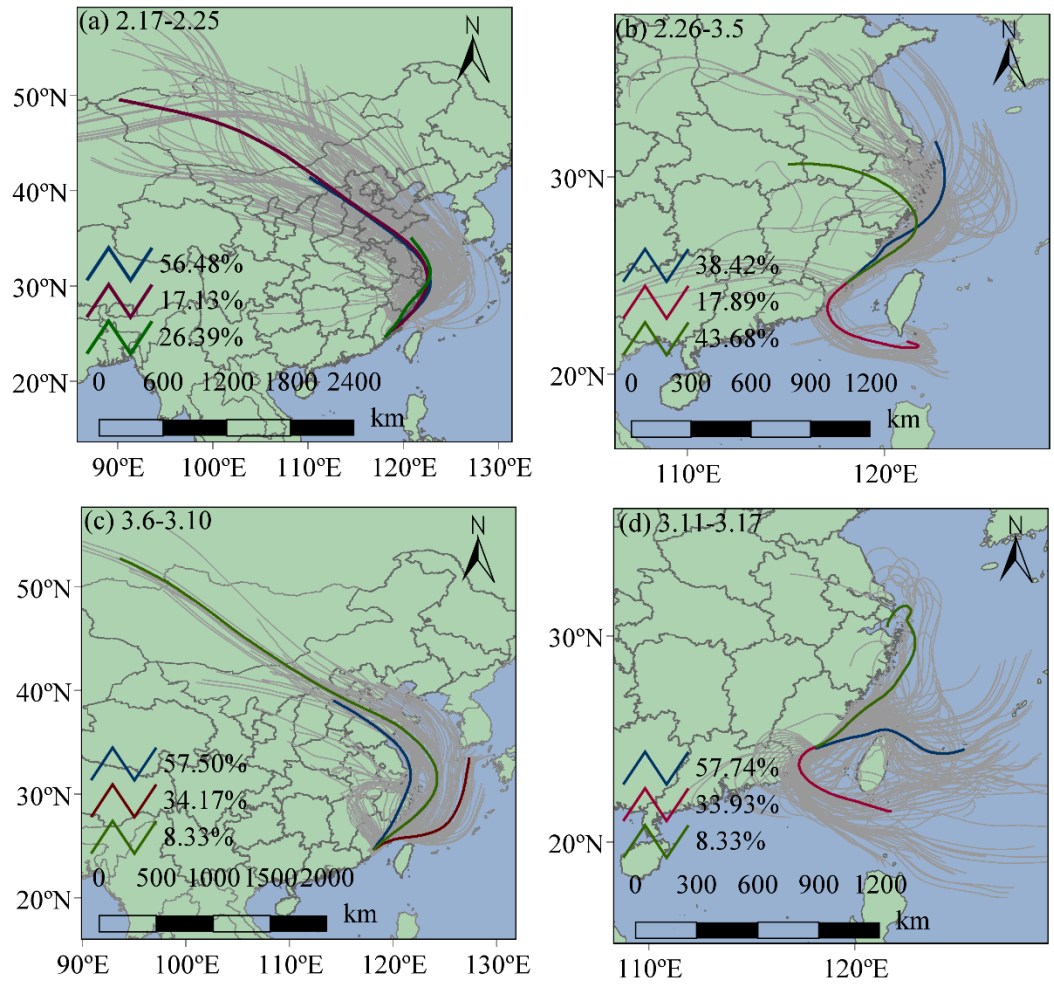 (a) 2.17-2.25
N
50ºN
40ºN
30ºN
20ºN
56.48%
17.13%
26.39%
0 600 1200 1800 2400
km
90ºE 100ºE 110ºE 120ºE 130ºE
(b) 2.26-3.5
N
30ºN
20ºN
38.42%
17.89%
43.68%
0 300 600 900 1200
km
110ºE 120ºE
(c) 3.6-3.10
N
50ºN
40ºN
30ºN
20ºN
57.50%
34.17%
8.33%
0 500 1000 1500 2000
km
90ºE 100ºE 110ºE 120ºE 130ºE
(d) 3.11-3.17
N
30ºN
20ºN
57.74%
33.93%
8.33%
0 300 600 900 1200
km
110ºE 120ºE